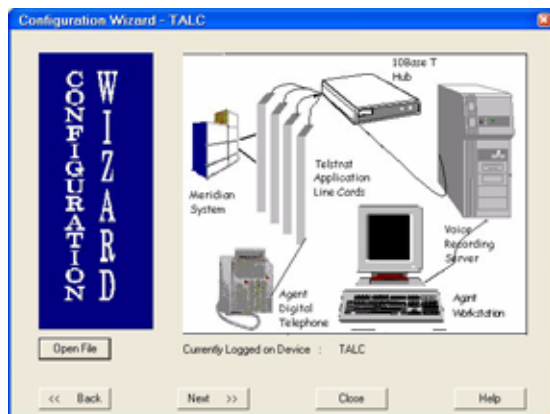 Configuration Wizard - TALC
CONFIGURATION
WIZARD
10Base T
Hub
Meridian
System
Telstrat
Application
Line Cards
Voice
Recording
Server
Agent
Digital
Telephone
Agent
Workstation
Open File
Currently Logged on Device : TALC
<< Back
Next >>
Close
Help